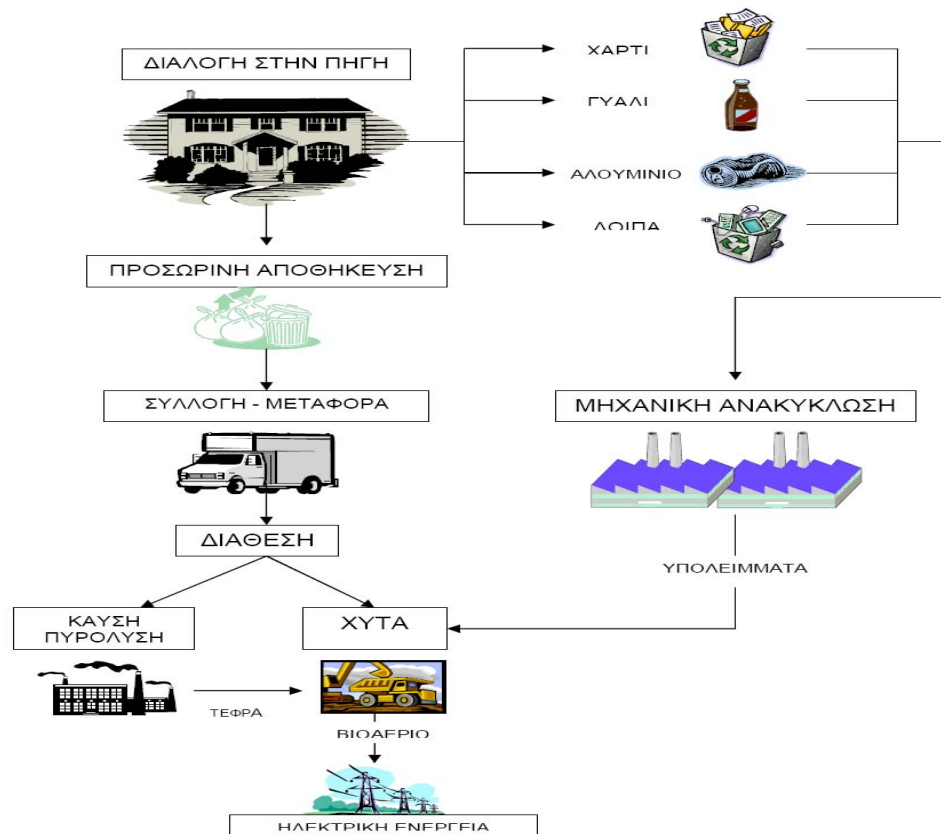 ΔΙΑΛΟΓΗ ΣΤΗΝ ΠΗΓΗ
ΧΑΡΤΙ
ΓΥΑΛΙ
ΑΛΟΥΜΙΝΙΟ
ΛΟΙΠΑ
ΠΡΟΣΩΡΙΝΗ ΑΠΟΘΗΚΕΥΣΗ
ΣΥΛΛΟΓΗ - ΜΕΤΑΦΟΡΑ
ΜΗΧΑΝΙΚΗ ΑΝΑΚΥΚΛΩΣΗ
ΔΙΑΘΕΣΗ
ΥΠΟΛΕΙΜΜΑΤΑ
ΚΑΥΣΗ
ΠΥΡΟΛΥΣΗ
ΧΥΤΑ
ΤΕΦΡΑ
ΒΙΟΑΕΡΙΟ
ΗΛΕΚΤΡΙΚΗ ΕΝΕΡΓΕΙΑ